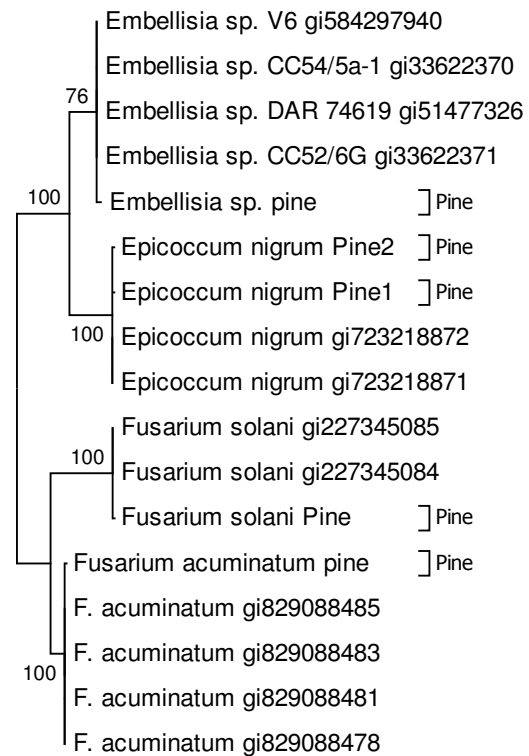 Embellisia sp. V6 gi584297940
Embellisia sp. CC54/5a-1 gi33622370
76
Embellisia sp. DAR 74619 gi51477326
Embellisia sp. CC52/6G gi33622371
100
Embellisia sp. pine Pine
Epicoccum nigrum Pine2 Pine
Epicoccum nigrum Pine1 Pine
100
Epicoccum nigrum gi723218872
Epicoccum nigrum gi723218871
Fusarium solani gi227345085
100
Fusarium solani gi227345084
Fusarium solani Pine Pine
Fusarium acuminatum pine Pine
F. acuminatum gi829088485
F. acuminatum gi829088483
100
F. acuminatum gi829088481
F. acuminatum gi829088478